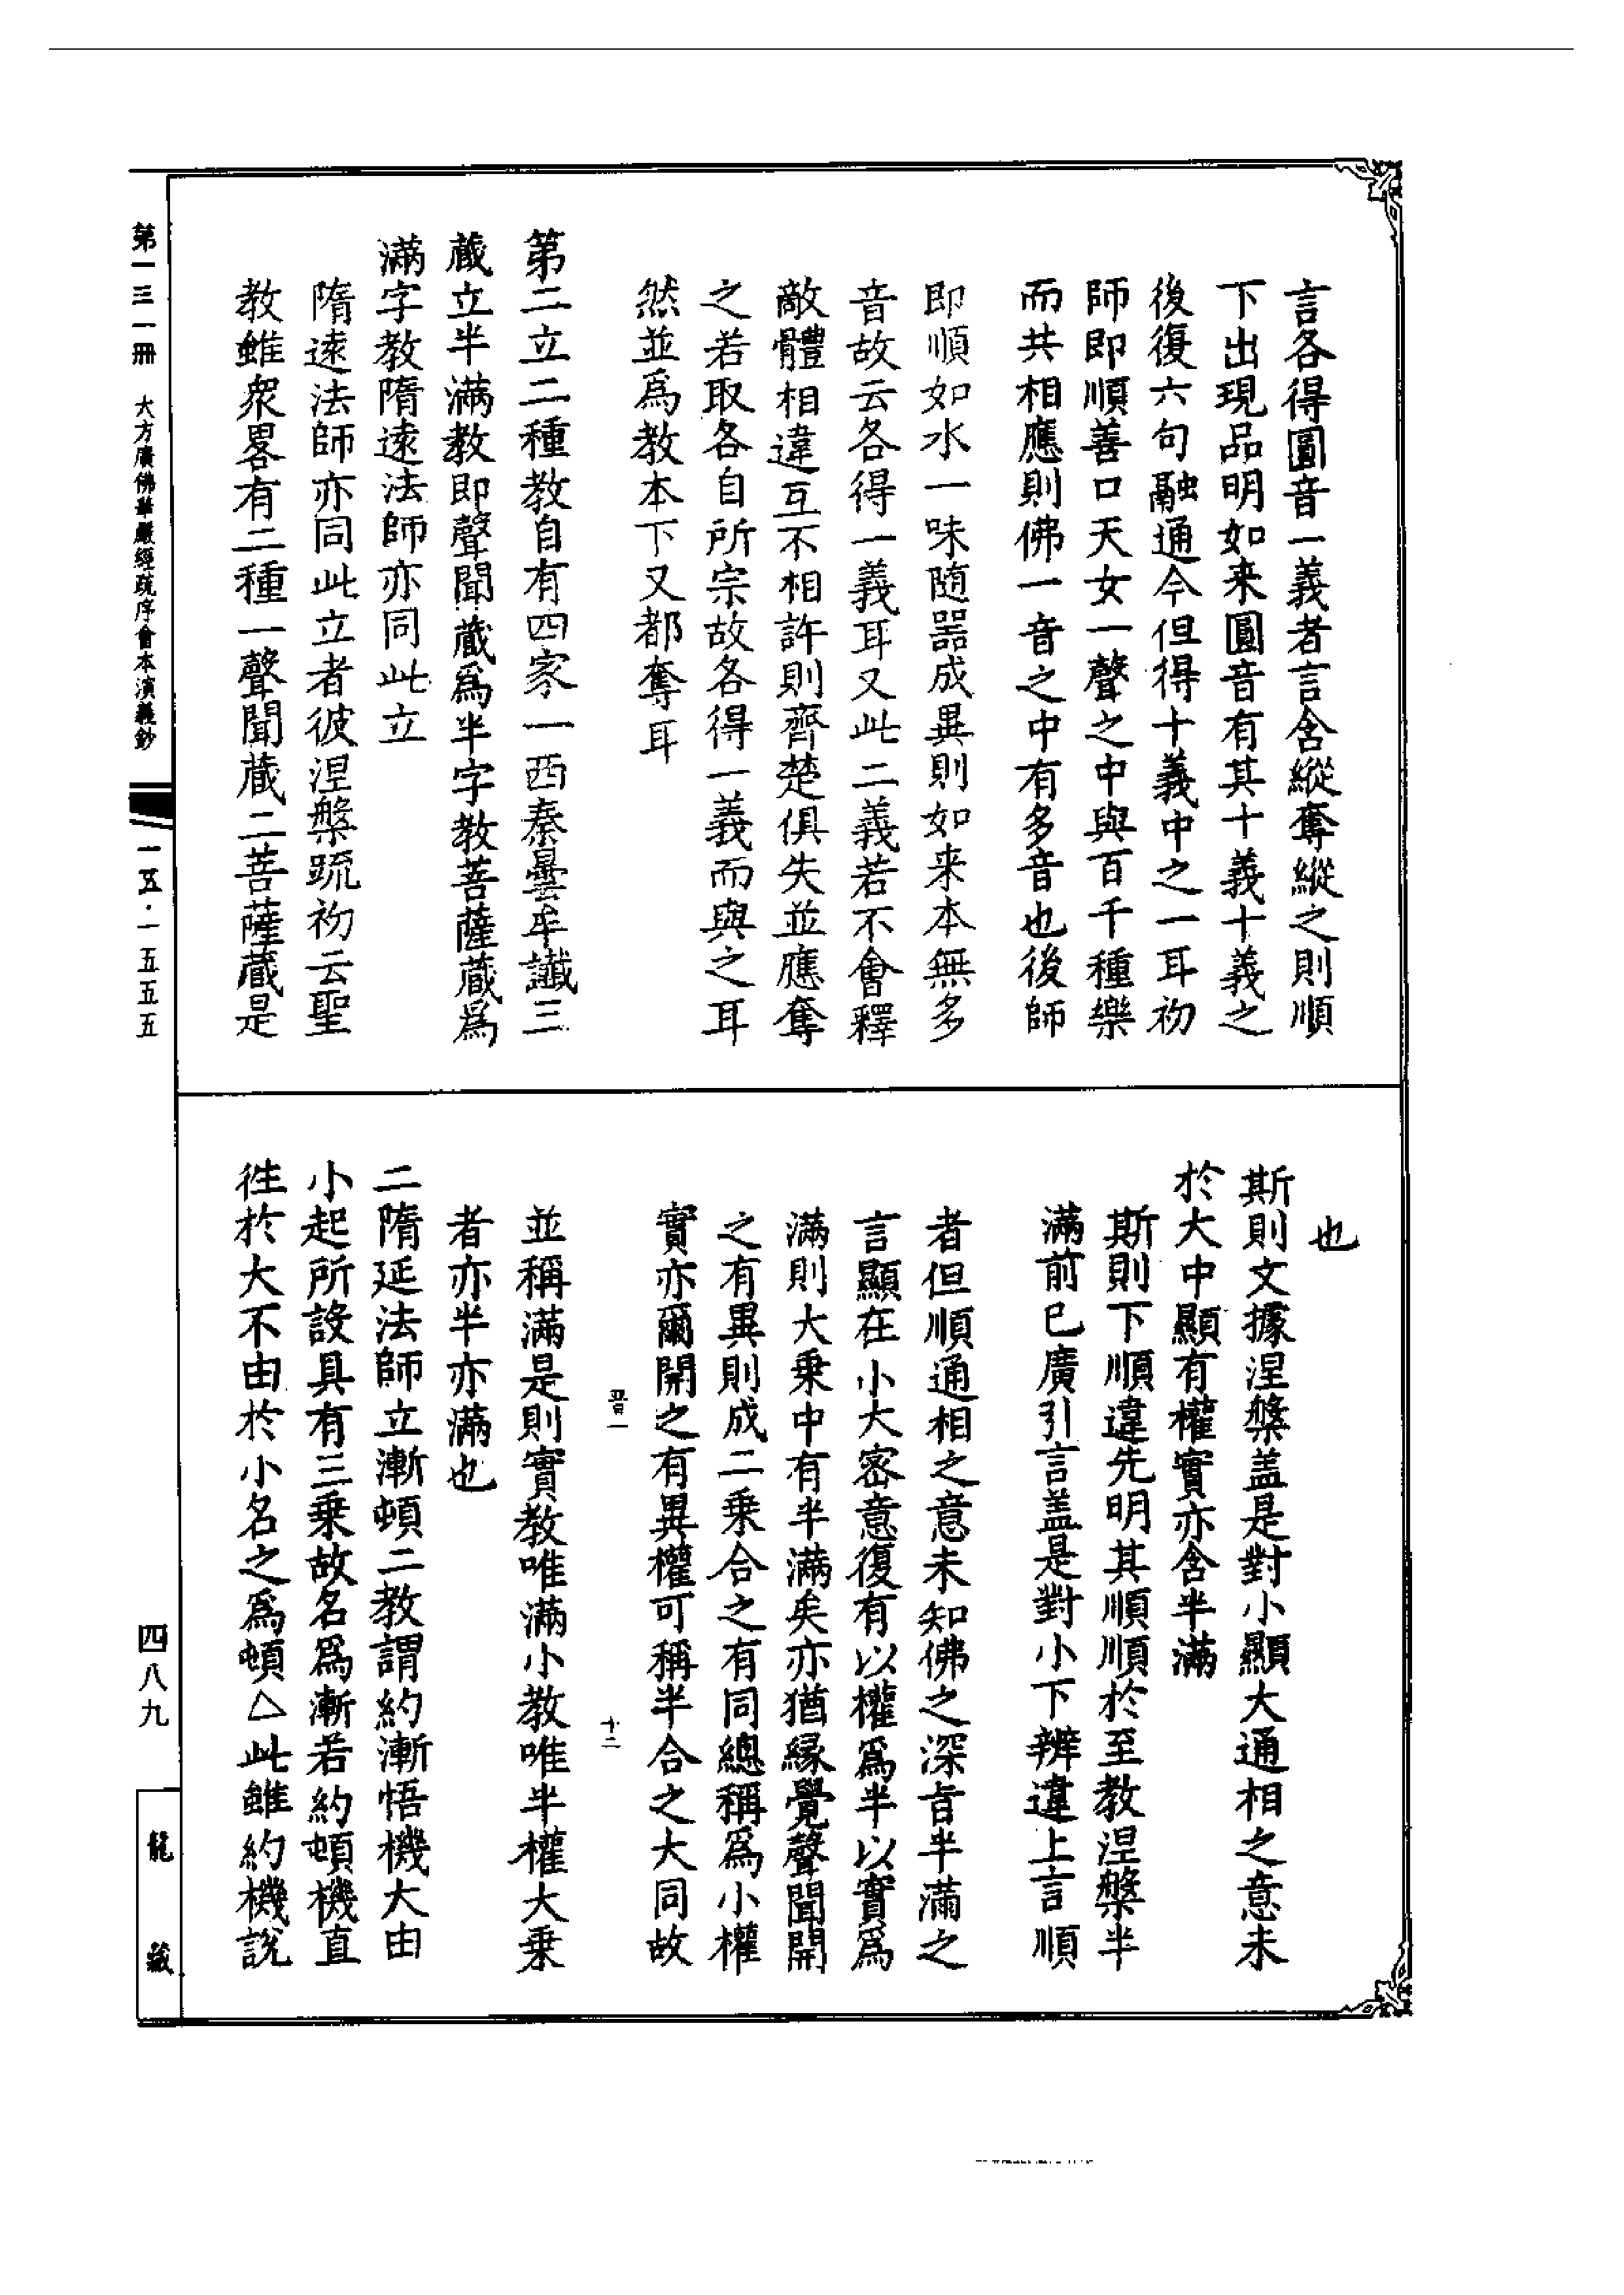 言各得圓音一義者言含縱奪縱之則順
下出現品明如来圓音有其十義十義之
後復六句融通今但得十義中之一耳初
師即順善口天女一聲之中與百千種樂
而共相應則佛一音之中有多音也後師
即順如水一味随器成異則如来本無多
音故云各得一義耳又此二義若不會釋
敵體相違互不相許則齊楚俱失並應奪
之若取各自所宗故各得一義而與之耳
然並爲教本下又都奪耳
第二立二種教自有四家一西秦曇牟讖三
蔵立半滿教即聲聞蔵爲半字教菩薩蔵爲
滿字教隋遠法師亦同此立
隋遠法師亦同此立者彼涅槃疏初云聖
教雖衆畧有二種一聲聞蔵二菩薩蔵是
也
斯則文據涅槃盖是對小顯大通相之意未
於大中顯有權實亦含半滿
斯則下順違先明其順順於至教涅槃半
滿前已廣引言盖是對小下辨違上言順
者但順通相之意未知佛之深旨半滿之
言顯在小大密意復有以權爲半以實爲
滿則大乗中有半滿矣亦猶縁覺聲聞開
之有異則成二乗合之有同總稱爲小權
實亦爾開之有異權可稱半合之大同故
十二
並稱滿是則實教唯滿小教唯半權大乗
者亦半亦滿也
二隋延法師立漸頓二教謂約漸悟機大由
小起所設具有三乗故名爲漸若約頓機直
徃於大不由於小名之爲頓△此雖約機說
第一三一冊 大方廣佛華嚴經疏序會本演義鈔
一五·一五五五
四八九
龍藏